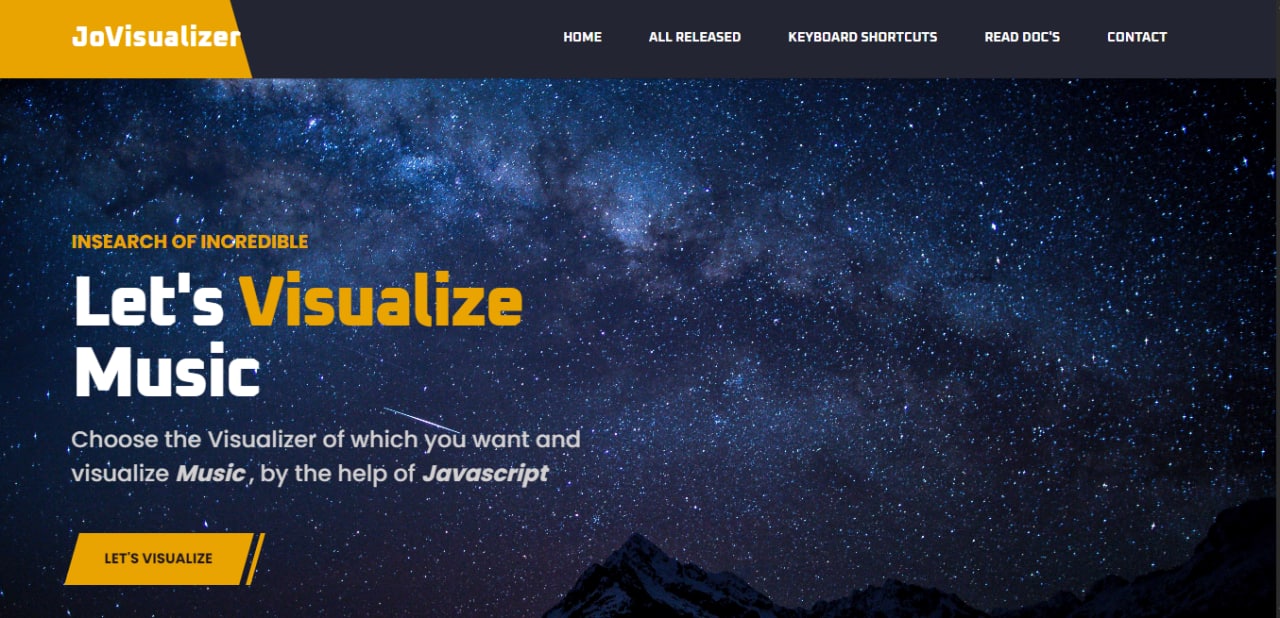 JoVisualizer
HOME ALL RELEASED KEYBOARD SHORTCUTS READ DOC'S CONTACT
INSEARCH OF INCREDIBLE
Let's Visualize
Music
Choose the Visualizer of which you want and
visualize Music , by the help of Javascript
LET'S VISUALIZE